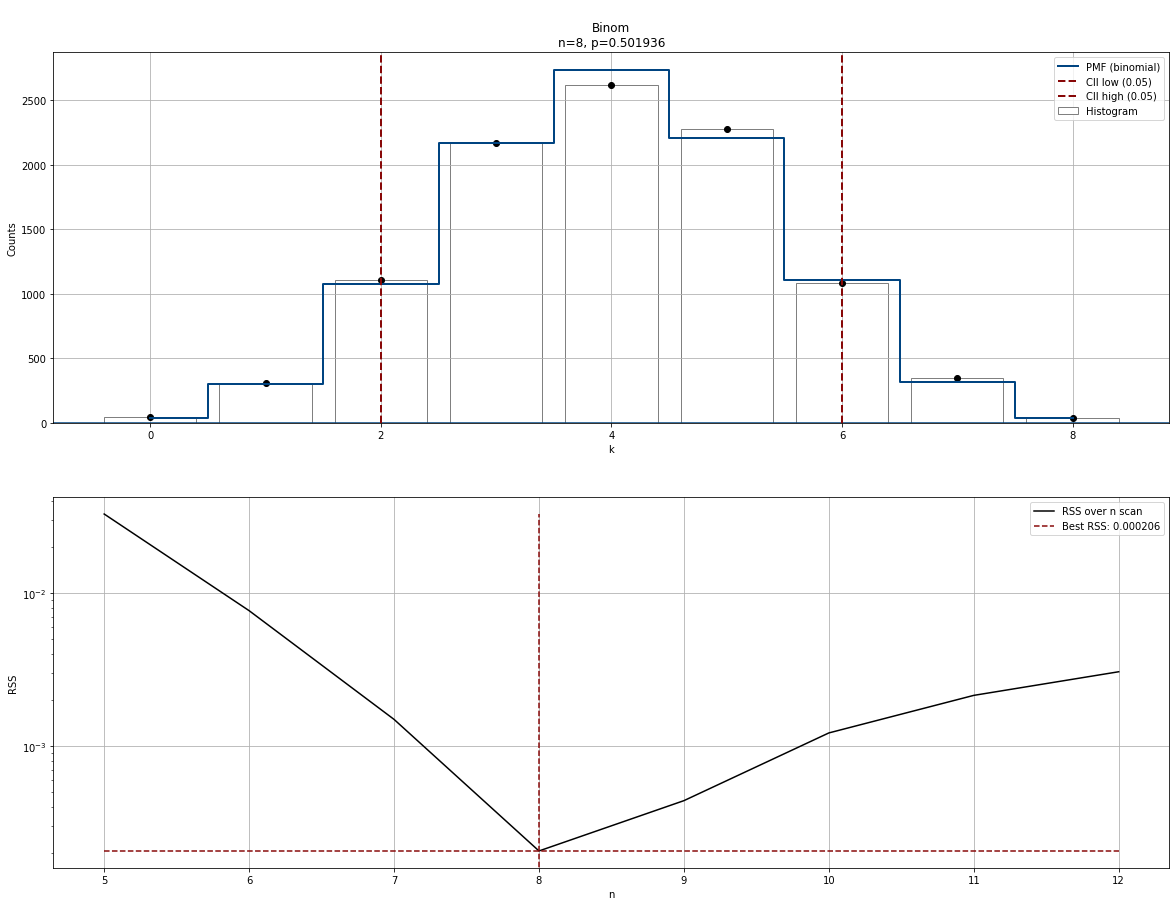 Binom
n=8, p=0.501936
PMF (binomial)
CII low (0.05)
CII high (0.05)
Histogram
2500
2000
1500
1000
500
0
Counts
0 2 4 6 8
k
RSS over n scan
Best RSS: 0.000206
10⁻²
10⁻³
RSS
5 6 7 8 9 10 11 12
n